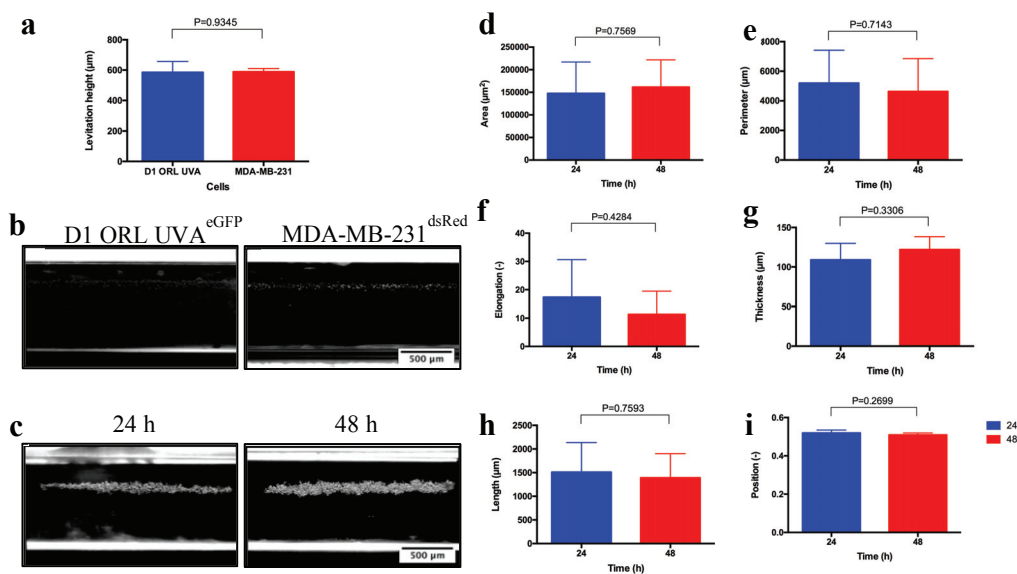 a
P=0.9345
Levitation height (μm)
800
600
400
200
0
D1 ORL UVA
MDA-MB-231
Cells
b
D1 ORL UVA^eGFP
MDA-MB-231^dsRed
500 μm
c
24 h
48 h
500 μm
d
P=0.7569
Area (μm²)
250000
200000
150000
100000
50000
0
24
48
Time (h)
e
P=0.7143
Perimeter (μm)
8000
6000
4000
2000
0
24
48
Time (h)
f
P=0.4284
Elongation (-)
40
30
20
10
0
24
48
Time (h)
g
P=0.3306
Thickness (μm)
150
100
50
0
24
48
Time (h)
h
P=0.7593
Length (μm)
2500
2000
1500
1000
500
0
24
48
Time (h)
i
P=0.2699
Position (-)
0.6
0.4
0.2
0.0
24
48
Time (h)
24
48